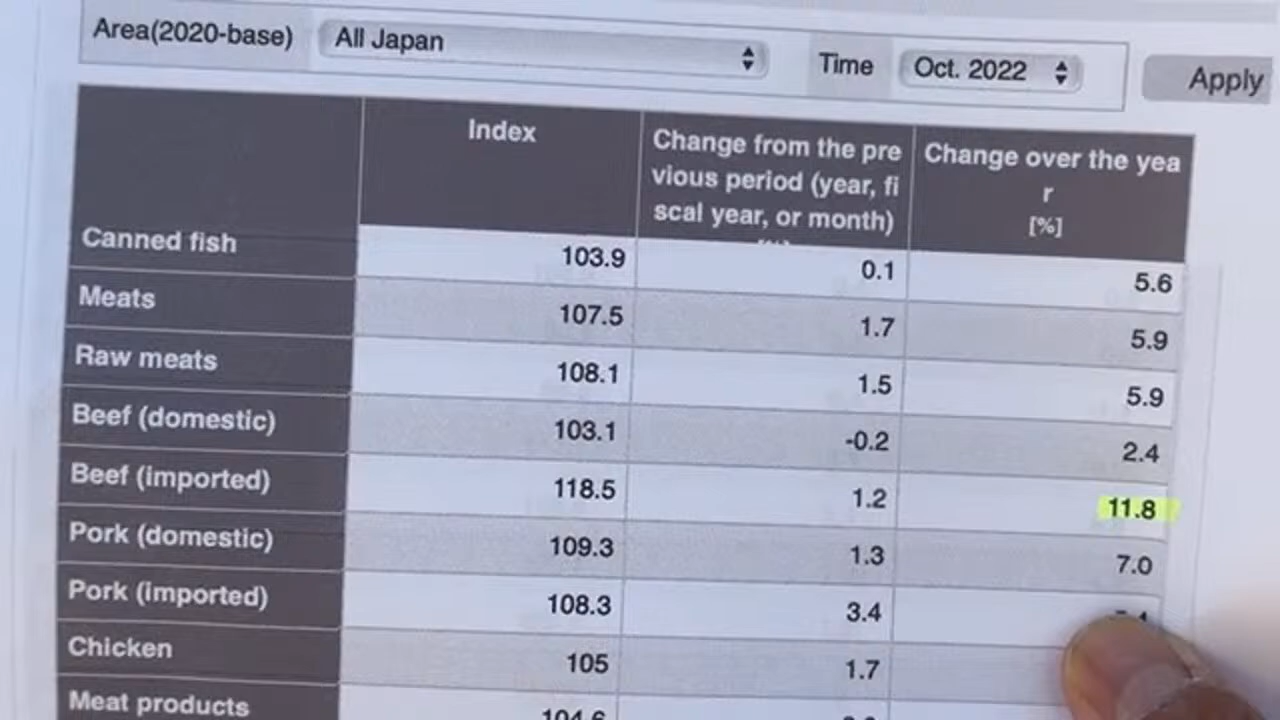 Area(2020-base) All Japan Time Oct. 2022 Apply
Index
Change from the pre
vious period (year, fi
scal year, or month)
Change over the yea
r
[%]
Canned fish 103.9 0.1 5.6
Meats 107.5 1.7 5.9
Raw meats 108.1 1.5 5.9
Beef (domestic) 103.1 -0.2 2.4
Beef (imported) 118.5 1.2 11.8
Pork (domestic) 109.3 1.3 7.0
Pork (imported) 108.3 3.4
Chicken 105 1.7
Meat products 104.6